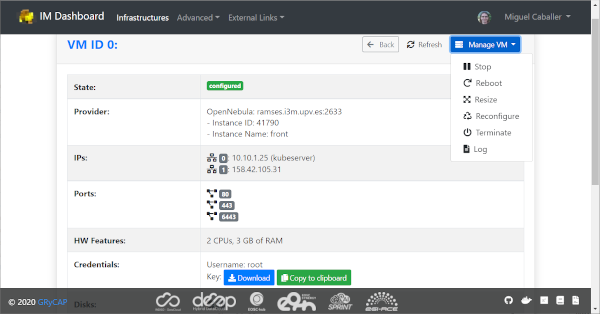 IM Dashboard Infrastructures Advanced External Links Miguel Caballer
VM ID 0: Back Refresh Manage VM
Stop
Reboot
Resize
Reconfigure
Terminate
Log
State: configured
Provider: OpenNebula: ramses.i3m.upv.es:2633
- Instance ID: 41790
- Instance Name: front
IPs: 0: 10.10.1.25 (kubeserver)
1: 158.42.105.31
Ports: 80
443
6443
HW Features: 2 CPUs, 3 GB of RAM
Credentials: Username: root
Key: Download Copy to clipboard
Disks:
© 2020 GRyCAP
deep
SPRINT
EGI-ACE